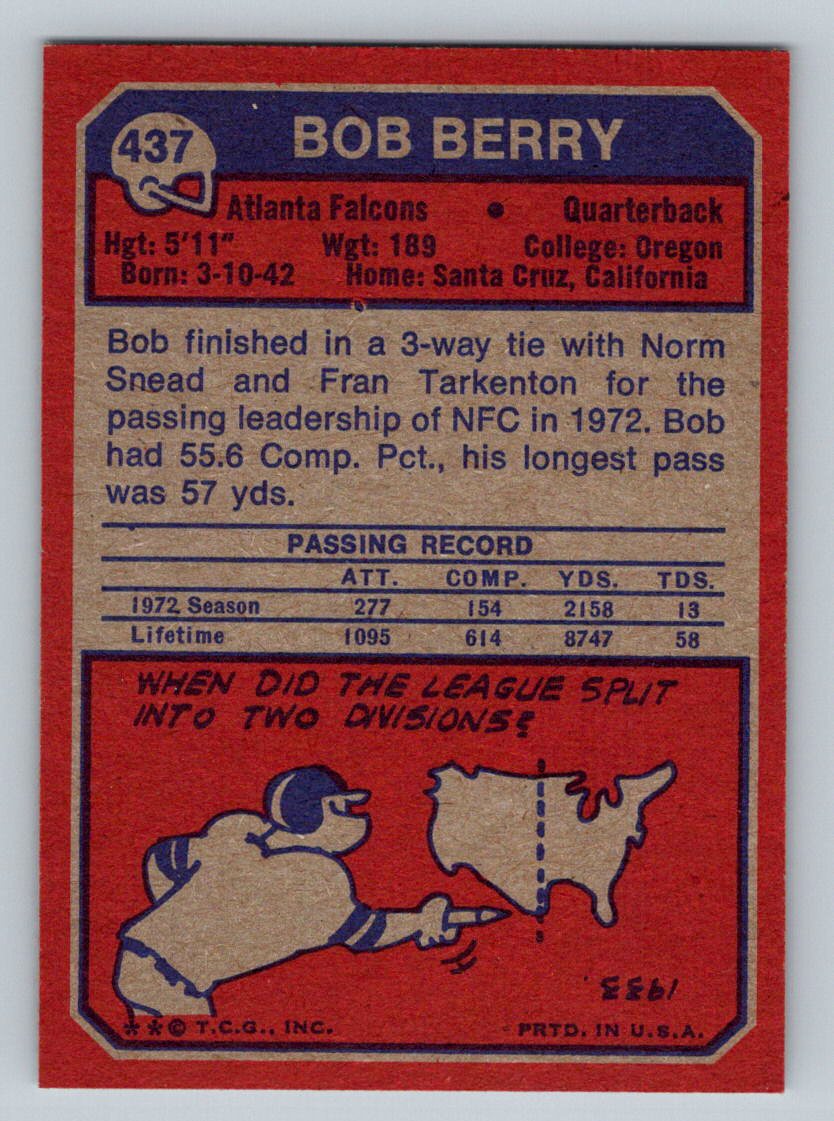 437
BOB BERRY
Atlanta Falcons • Quarterback
Hgt: 5'11" Wgt: 189 College: Oregon
Born: 3-10-42 Home: Santa Cruz, California
Bob finished in a 3-way tie with Norm
Snead and Fran Tarkenton for the
passing leadership of NFC in 1972. Bob
had 55.6 Comp. Pct., his longest pass
was 57 yds.
PASSING RECORD
ATT. COMP. YDS. TDS.
1972 Season 277 154 2158 13
Lifetime 1095 614 8747 58
WHEN DID THE LEAGUE SPLIT
INTO TWO DIVISIONS?
1933.
**© T.C.G., INC. PRTD. IN U.S.A.